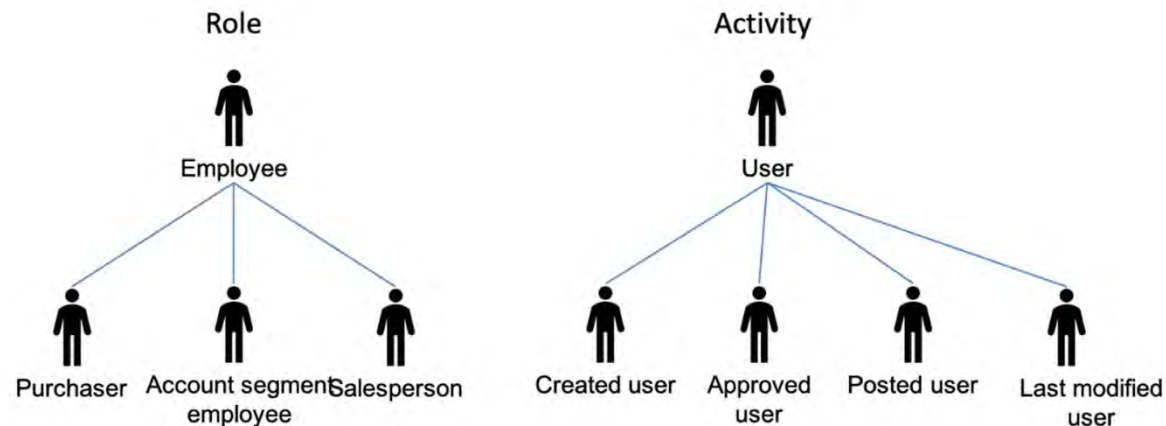 Role
Activity
Employee
User
Purchaser
Account segment
employee
Salesperson
Created user
Approved
user
Posted user
Last modified
user